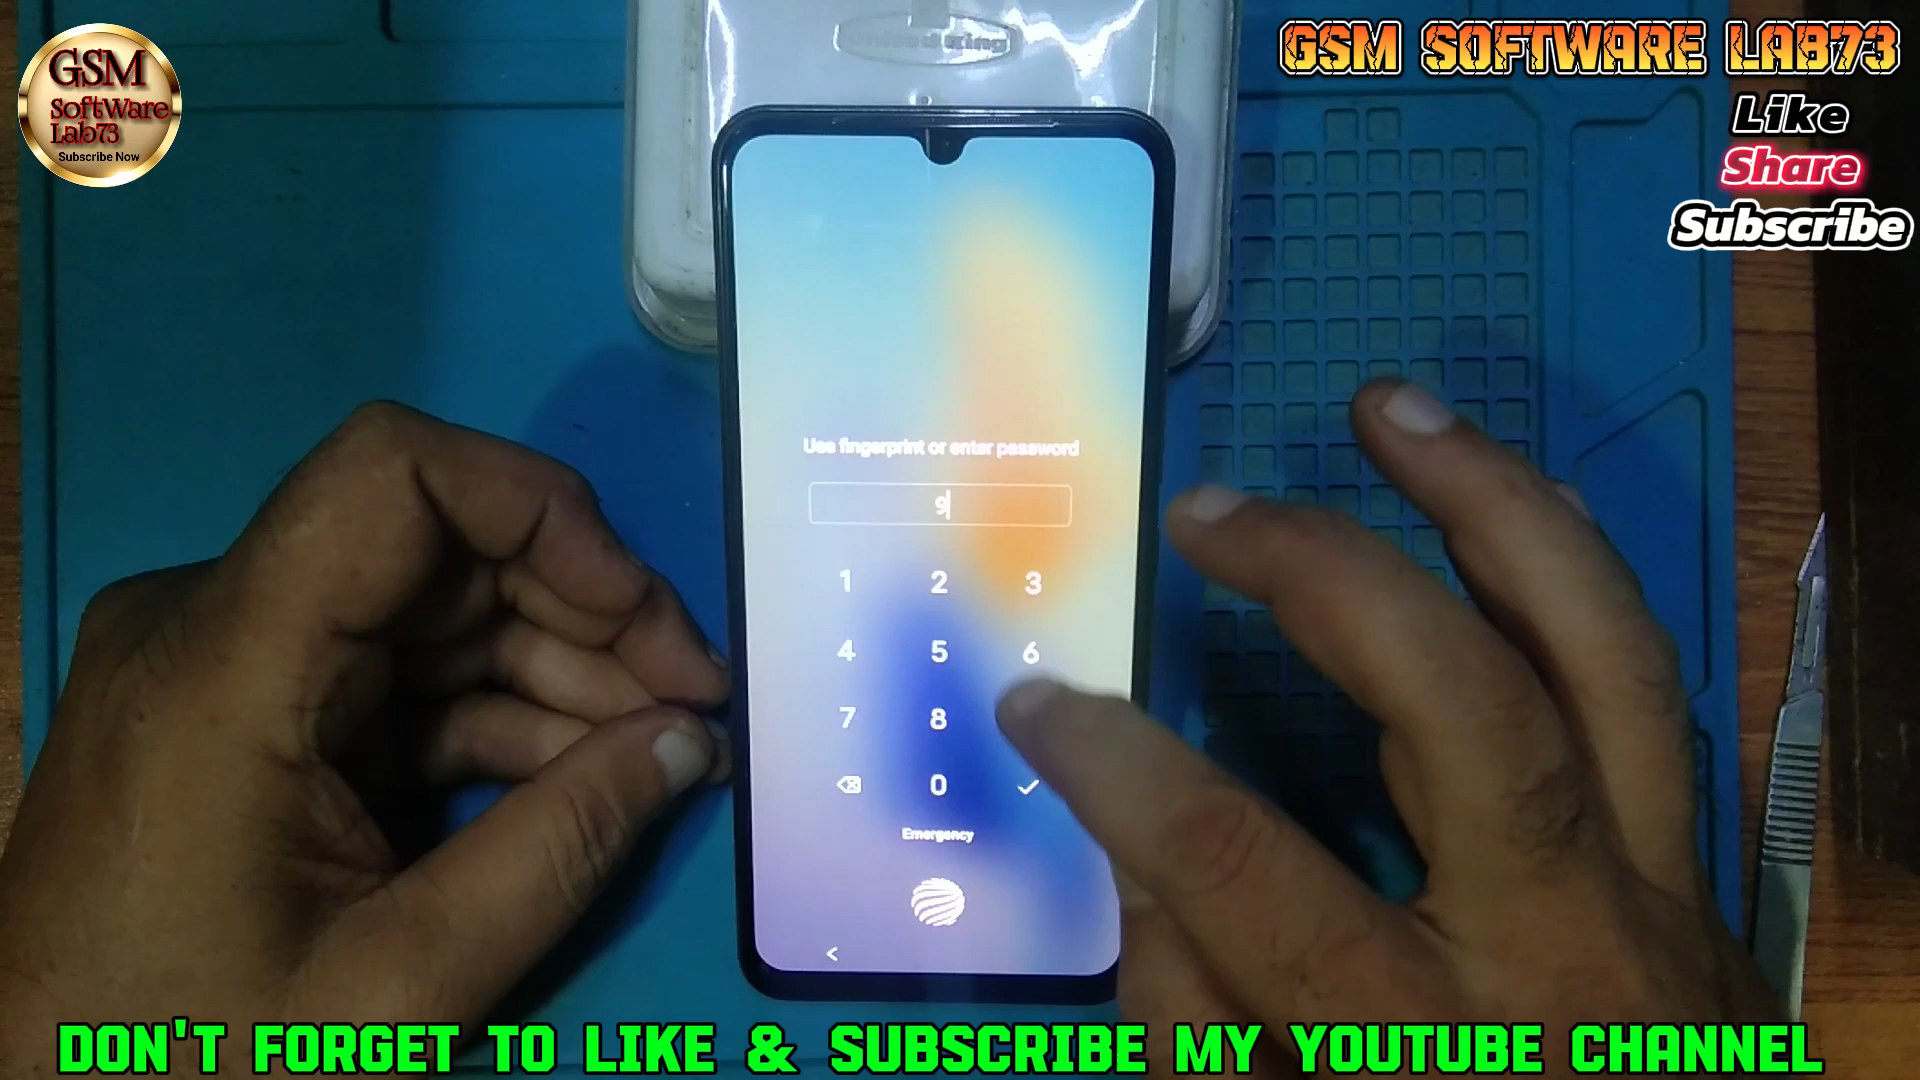 GSM
SoftWare
Lab73
Subscribe Now
GSM SOFTWARE LAB73
Like
Share
Subscribe
Use fingerprint or enter password
9
1 2 3
4 5 6
7 8
0
Emergency
DON'T FORGET TO LIKE & SUBSCRIBE MY YOUTUBE CHANNEL